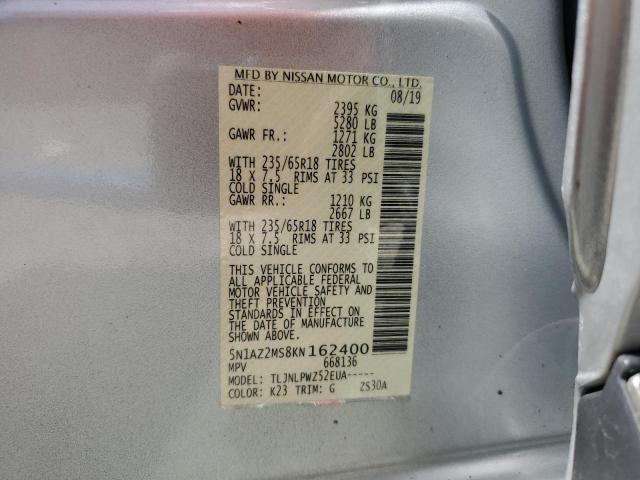 MFD BY NISSAN MOTOR CO., LTD.
DATE: 08/19
GVWR: 2395 KG
5280 LB
GAWR FR.: 1271 KG
2802 LB
WITH 235/65R18 TIRES
18 X 7.5 RIMS AT 33 PSI
COLD SINGLE
GAWR RR.: 1210 KG
2667 LB
WITH 235/65R18 TIRES
18 X 7.5 RIMS AT 33 PSI
COLD SINGLE
THIS VEHICLE CONFORMS TO
ALL APPLICABLE FEDERAL
MOTOR VEHICLE SAFETY AND
THEFT PREVENTION
STANDARDS IN EFFECT ON
THE DATE OF MANUFACTURE
SHOWN ABOVE.
5N1AZ2MS8KN162400
MPV 668136
MODEL: TLJNLPWZ52EUA-----
COLOR: K23 TRIM: G ZS30A